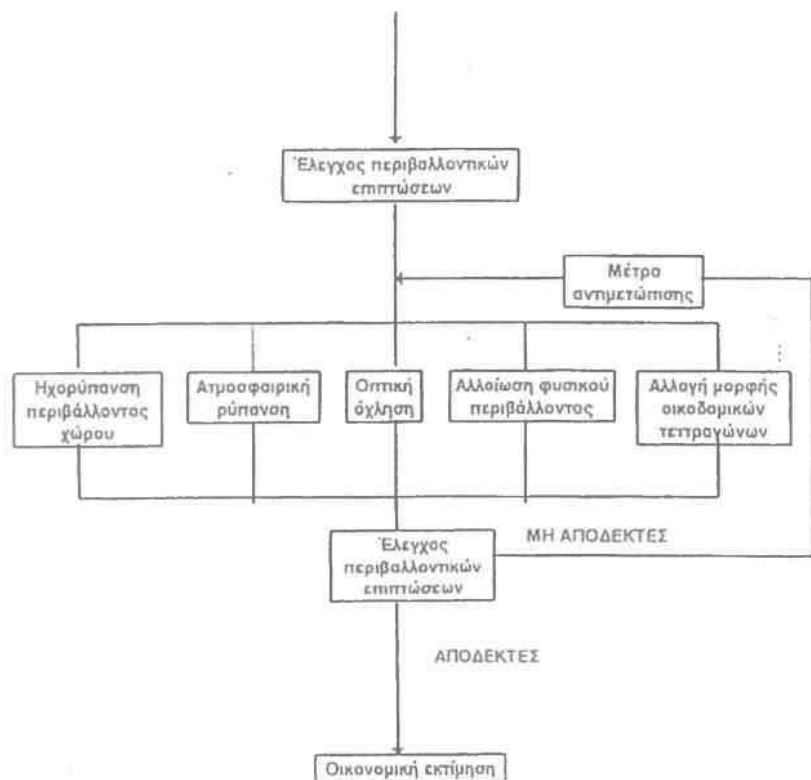 Έλεγχος περιβαλλοντικών
επιπτώσεων
Μέτρα
αντιμετώπισης
Ηχορύπανση
περιβάλλοντος
χώρου
Ατμοσφαιρική
ρύπανση
Οπτική
όχληση
Αλλοίωση φυσικού
περιβάλλοντος
Αλλαγή μορφής
οικοδομικών
τετραγώνων
Έλεγχος
περιβαλλοντικών
επιπτώσεων
ΜΗ ΑΠΟΔΕΚΤΕΣ
ΑΠΟΔΕΚΤΕΣ
Οικονομική εκτίμηση